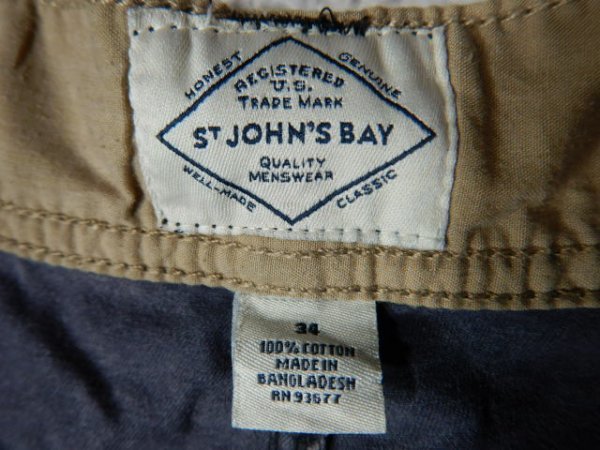 HONEST GENUINE
REGISTERED
U.S.
TRADE MARK
ST JOHN'S BAY
QUALITY
MENSWEAR
WELL-MADE CLASSIC
34
100% COTTON
MADE IN
BANGLADESH
RN 93677